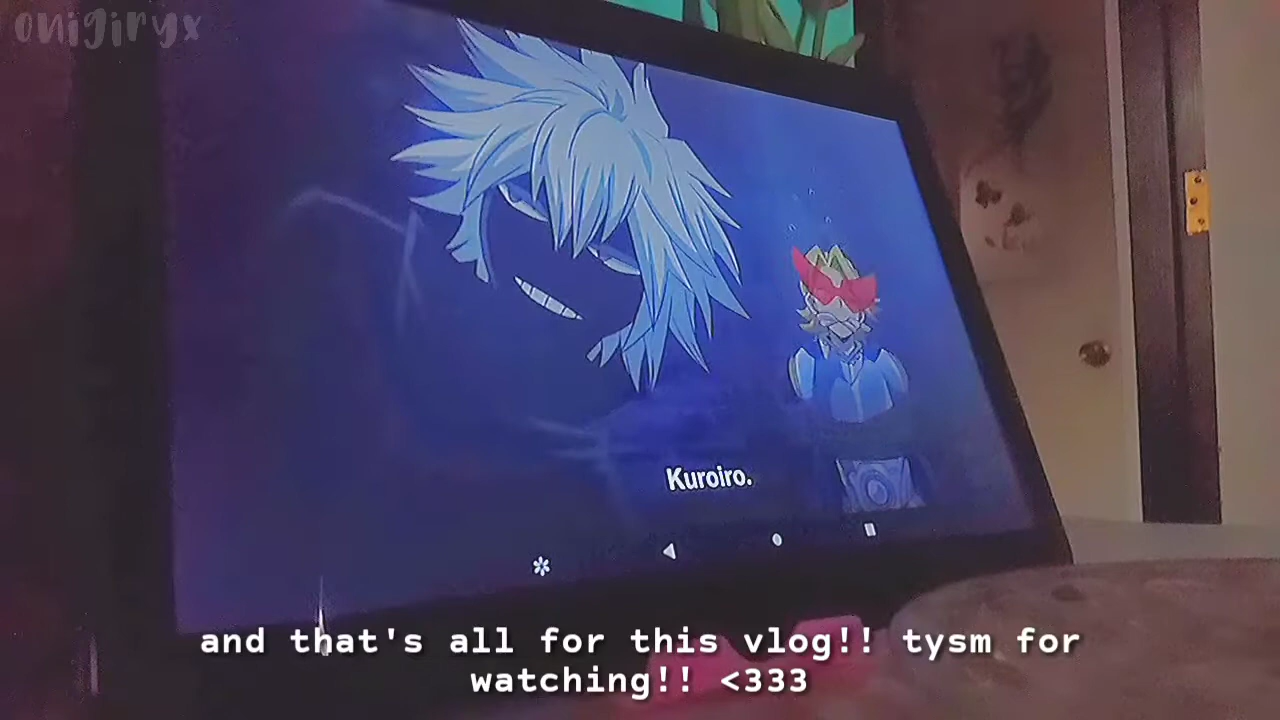 onigiryx
Kuroiro.
and that's all for this vlog!! tysm for
watching!! <333